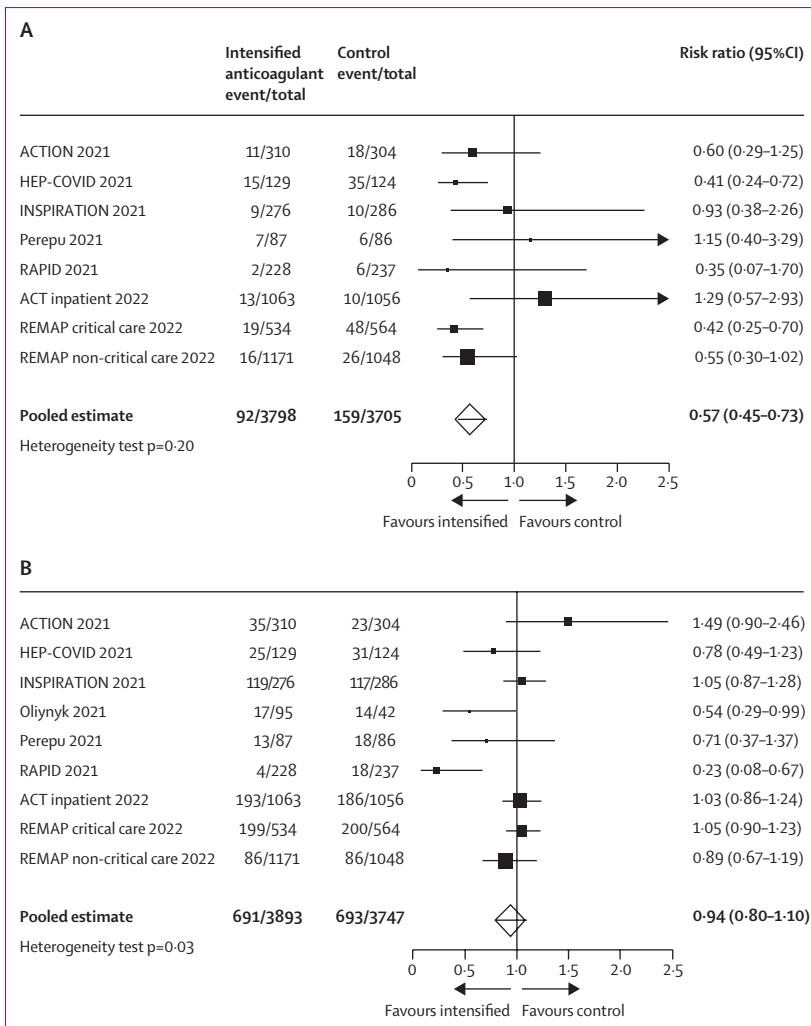 A
Intensified anticoagulant event/total Control event/total Risk ratio (95%CI)
ACTION 2021 11/310 18/304 0·60 (0·29–1·25)
HEP-COVID 2021 15/129 35/124 0·41 (0·24–0·72)
INSPIRATION 2021 9/276 10/286 0·93 (0·38–2·26)
Perepu 2021 7/87 6/86 1·15 (0·40–3·29)
RAPID 2021 2/228 6/237 0·35 (0·07–1·70)
ACT inpatient 2022 13/1063 10/1056 1·29 (0·57–2·93)
REMAP critical care 2022 19/534 48/564 0·42 (0·25–0·70)
REMAP non-critical care 2022 16/1171 26/1048 0·55 (0·30–1·02)
Pooled estimate 92/3798 159/3705 0·57 (0·45–0·73)
Heterogeneity test p=0·20
0 0·5 1·0 1·5 2·0 2·5
Favours intensified Favours control
B
ACTION 2021 35/310 23/304 1·49 (0·90–2·46)
HEP-COVID 2021 25/129 31/124 0·78 (0·49–1·23)
INSPIRATION 2021 119/276 117/286 1·05 (0·87–1·28)
Oliynyk 2021 17/95 14/42 0·54 (0·29–0·99)
Perepu 2021 13/87 18/86 0·71 (0·37–1·37)
RAPID 2021 4/228 18/237 0·23 (0·08–0·67)
ACT inpatient 2022 193/1063 186/1056 1·03 (0·86–1·24)
REMAP critical care 2022 199/534 200/564 1·05 (0·90–1·23)
REMAP non-critical care 2022 86/1171 86/1048 0·89 (0·67–1·19)
Pooled estimate 691/3893 693/3747 0·94 (0·80–1·10)
Heterogeneity test p=0·03
0 0·5 1·0 1·5 2·0 2·5
Favours intensified Favours control